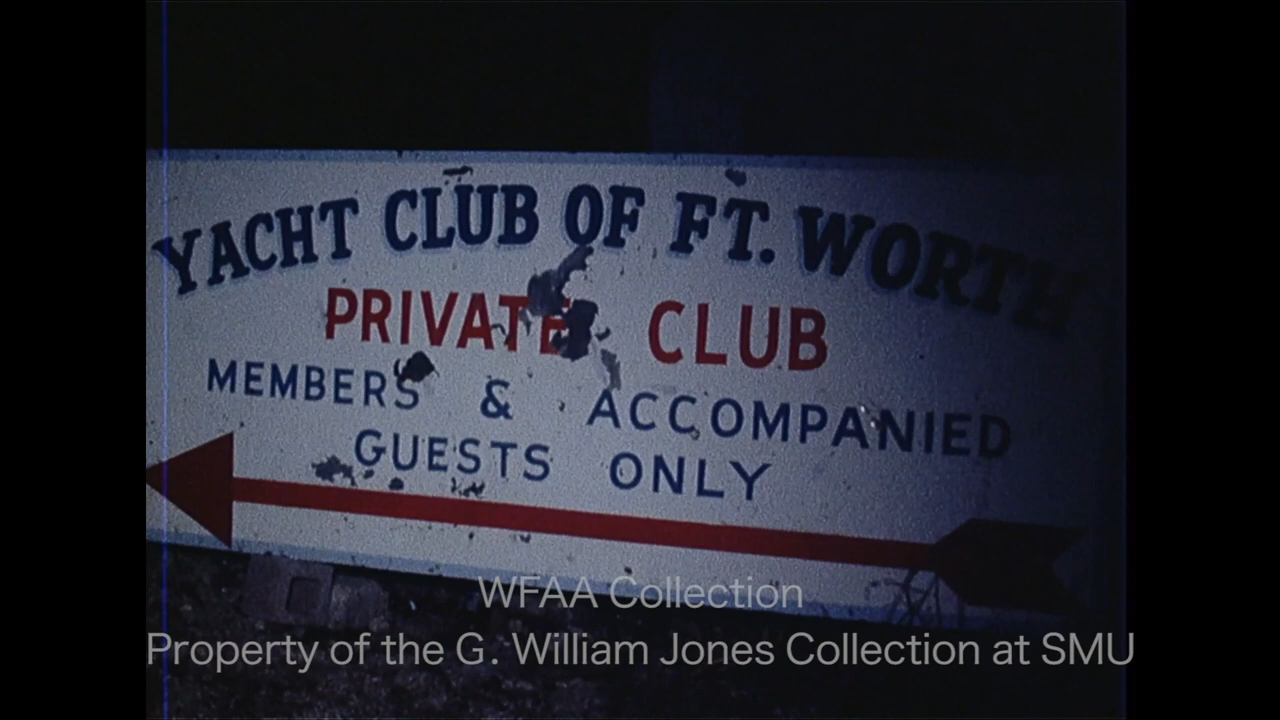 YACHT CLUB OF FT. WORTH
PRIVATE CLUB
MEMBERS & ACCOMPANIED
GUESTS ONLY
WFAA Collection
Property of the G. William Jones Collection at SMU